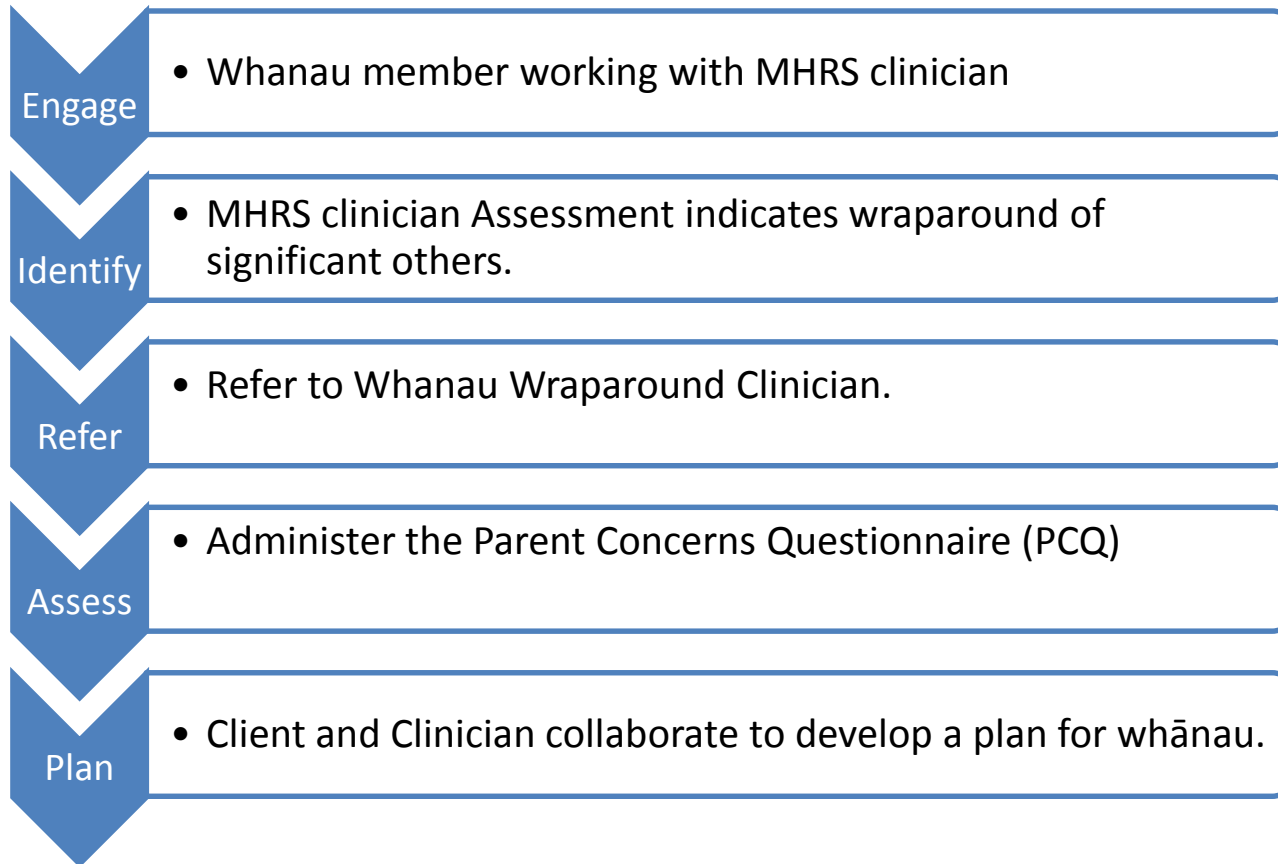 Engage
• Whanau member working with MHRS clinician
Identify
• MHRS clinician Assessment indicates wraparound of
significant others.
Refer
• Refer to Whanau Wraparound Clinician.
Assess
• Administer the Parent Concerns Questionnaire (PCQ)
Plan
• Client and Clinician collaborate to develop a plan for whānau.